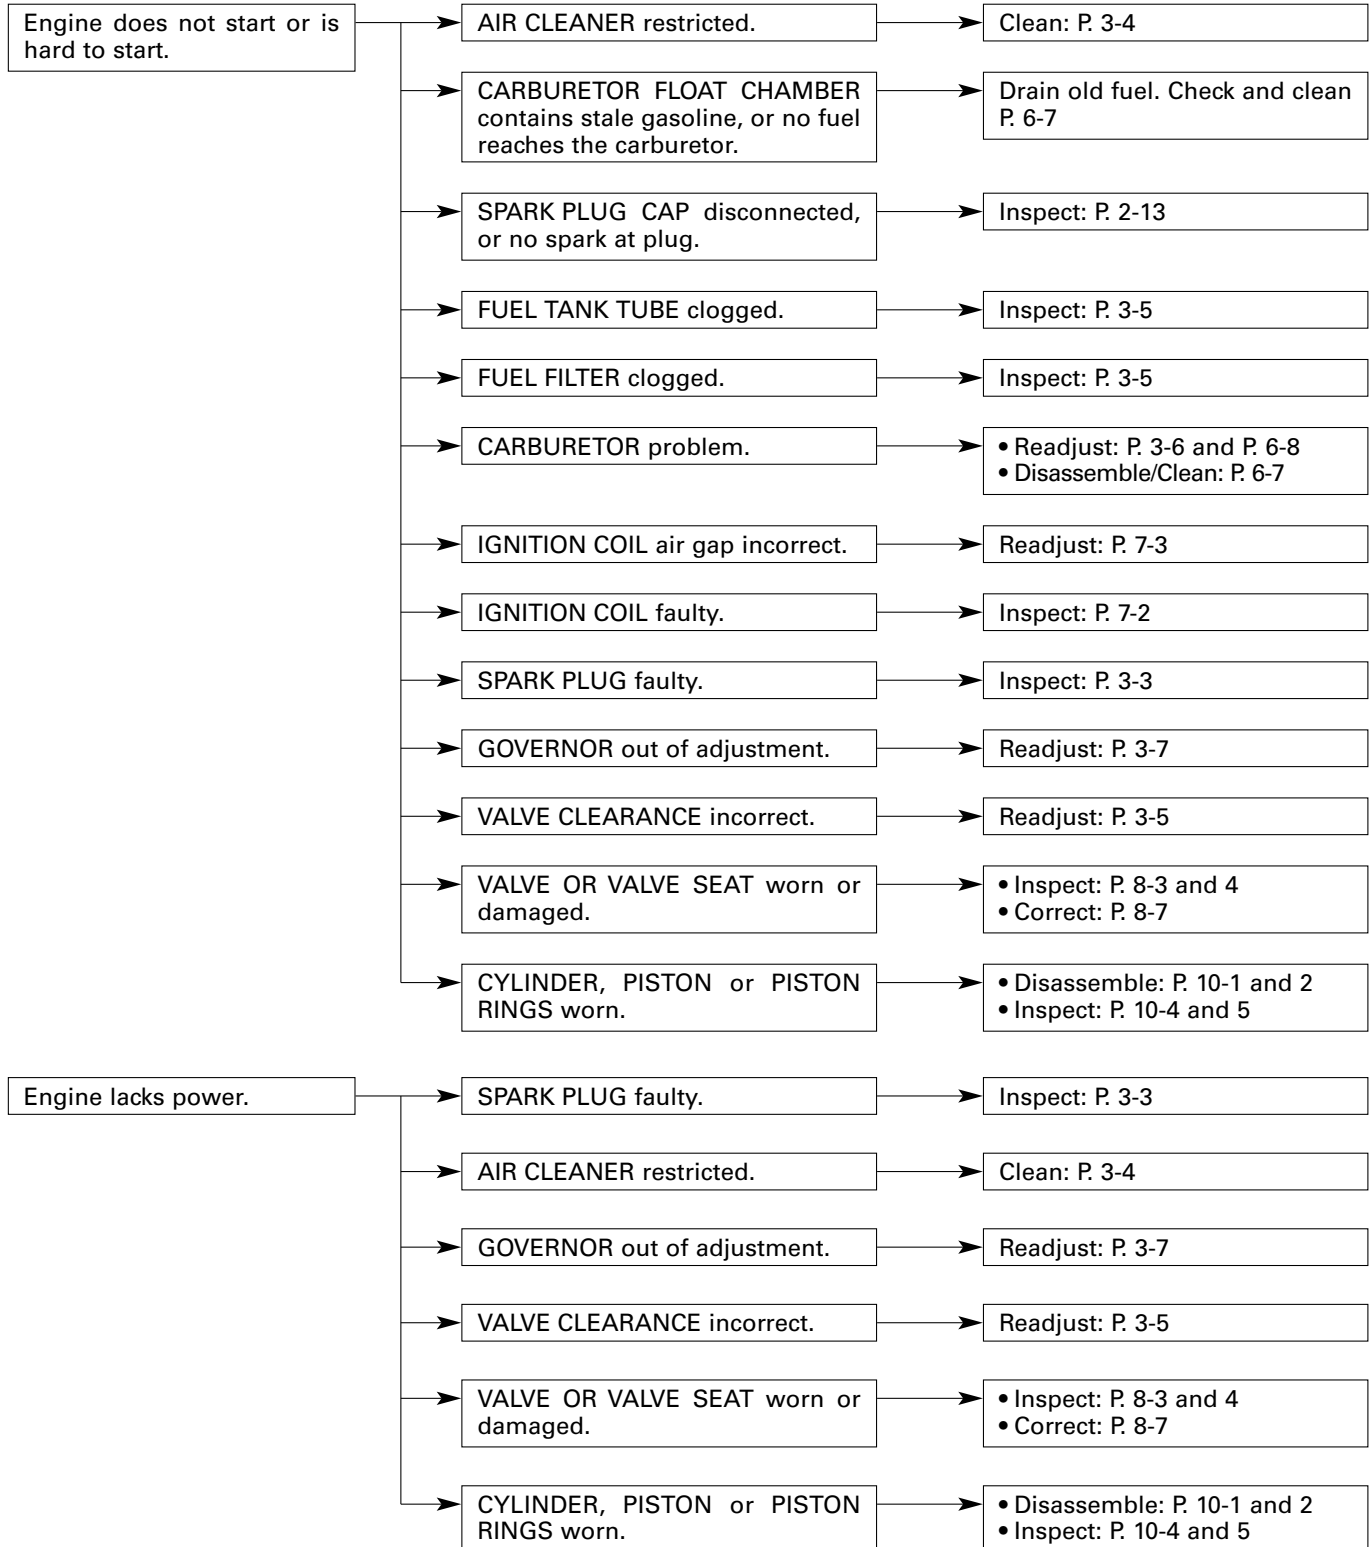 Engine does not start or is
hard to start.
AIR CLEANER restricted.
Clean: P. 3-4
CARBURETOR FLOAT CHAMBER
contains stale gasoline, or no fuel
reaches the carburetor.
Drain old fuel. Check and clean
P. 6-7
SPARK PLUG CAP disconnected,
or no spark at plug.
Inspect: P. 2-13
FUEL TANK TUBE clogged.
Inspect: P. 3-5
FUEL FILTER clogged.
Inspect: P. 3-5
CARBURETOR problem.
• Readjust: P. 3-6 and P. 6-8
• Disassemble/Clean: P. 6-7
IGNITION COIL air gap incorrect.
Readjust: P. 7-3
IGNITION COIL faulty.
Inspect: P. 7-2
SPARK PLUG faulty.
Inspect: P. 3-3
GOVERNOR out of adjustment.
Readjust: P. 3-7
VALVE CLEARANCE incorrect.
Readjust: P. 3-5
VALVE OR VALVE SEAT worn or
damaged.
• Inspect: P. 8-3 and 4
• Correct: P. 8-7
CYLINDER, PISTON or PISTON
RINGS worn.
• Disassemble: P. 10-1 and 2
• Inspect: P. 10-4 and 5
Engine lacks power.
SPARK PLUG faulty.
Inspect: P. 3-3
AIR CLEANER restricted.
Clean: P. 3-4
GOVERNOR out of adjustment.
Readjust: P. 3-7
VALVE CLEARANCE incorrect.
Readjust: P. 3-5
VALVE OR VALVE SEAT worn or
damaged.
• Inspect: P. 8-3 and 4
• Correct: P. 8-7
CYLINDER, PISTON or PISTON
RINGS worn.
• Disassemble: P. 10-1 and 2
• Inspect: P. 10-4 and 5